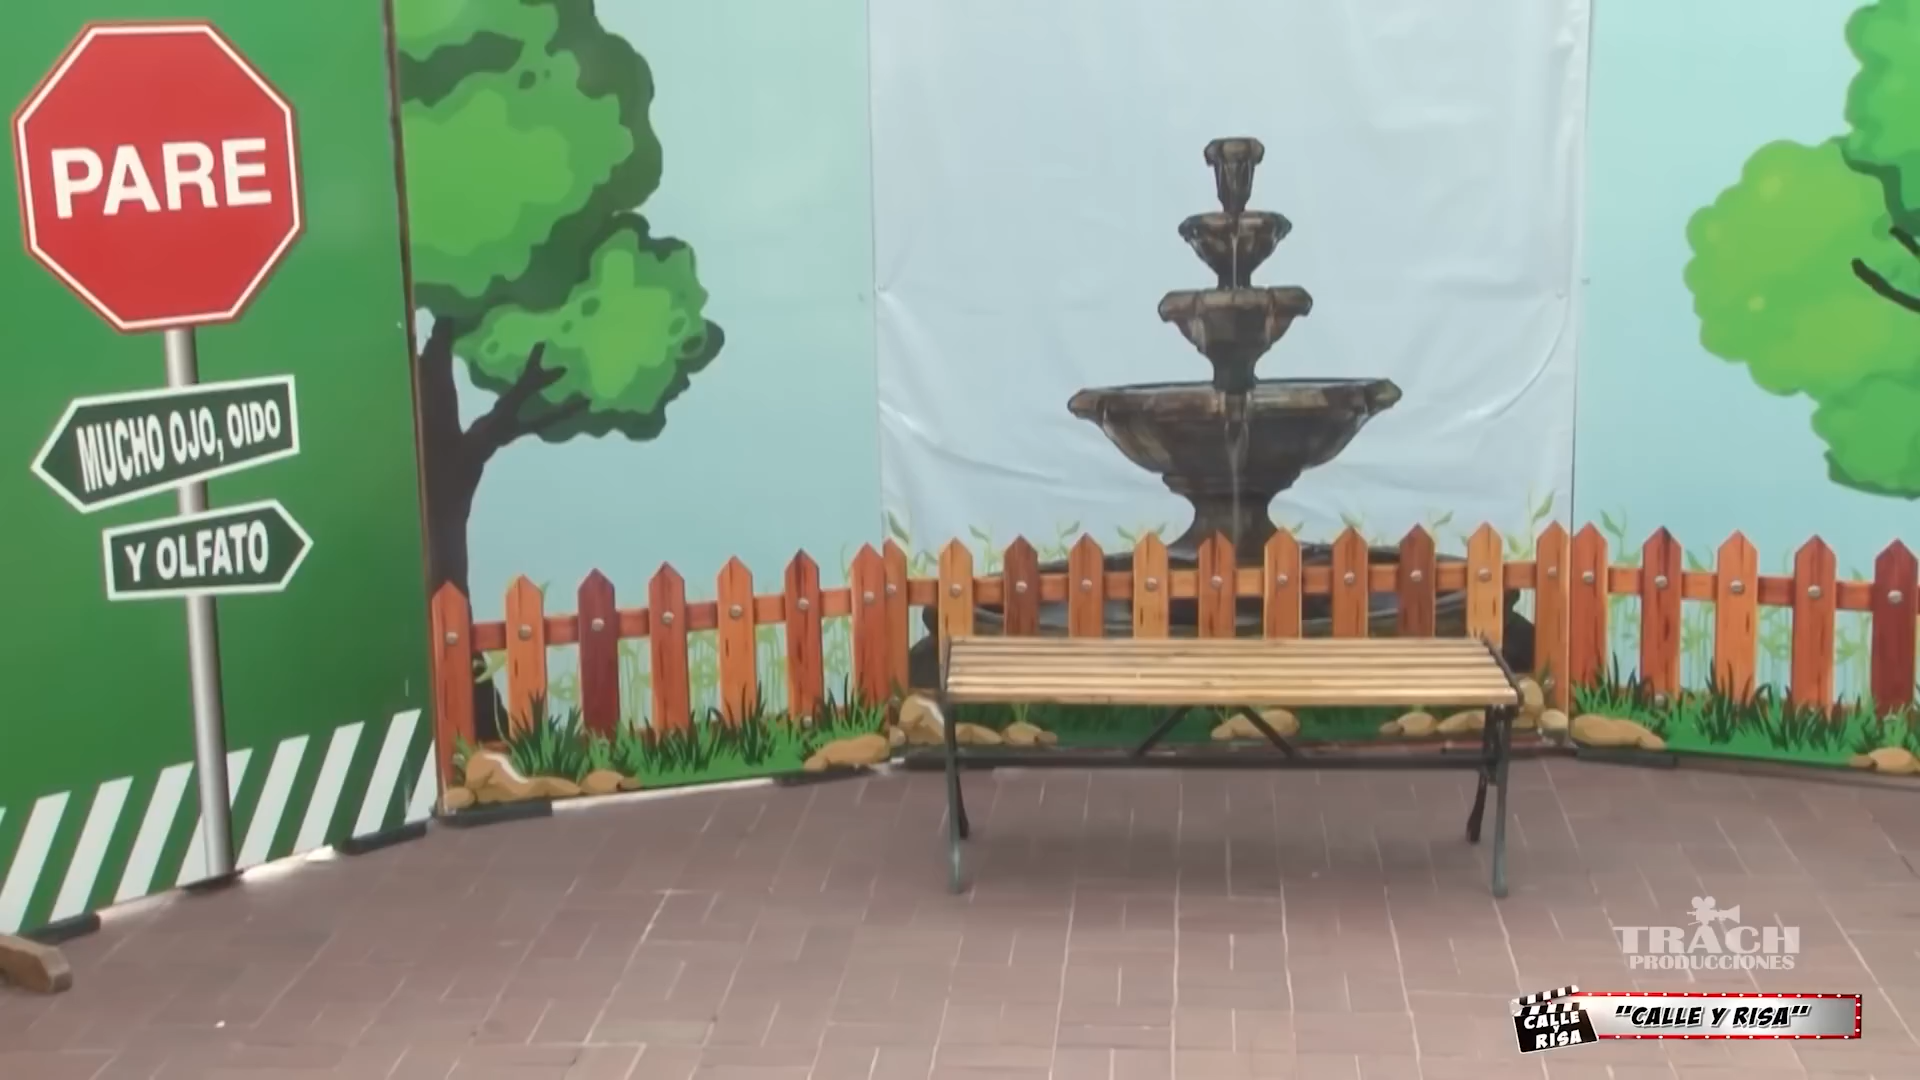 PARE
MUCHO OJO, OIDO
Y OLFATO
TRACH
PRODUCCIONES
CALLE
Y
RISA
"CALLE Y RISA"